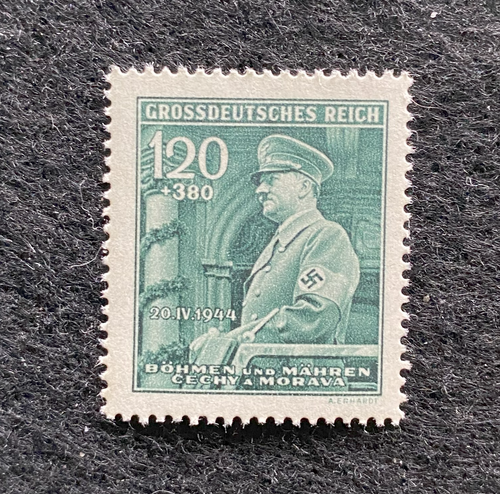 GROSSDEUTSCHES REICH
120
+380
20.IV.1944
BÖHMEN UND MÄHREN
ČECHY A MORAVA
A.ERHARDT